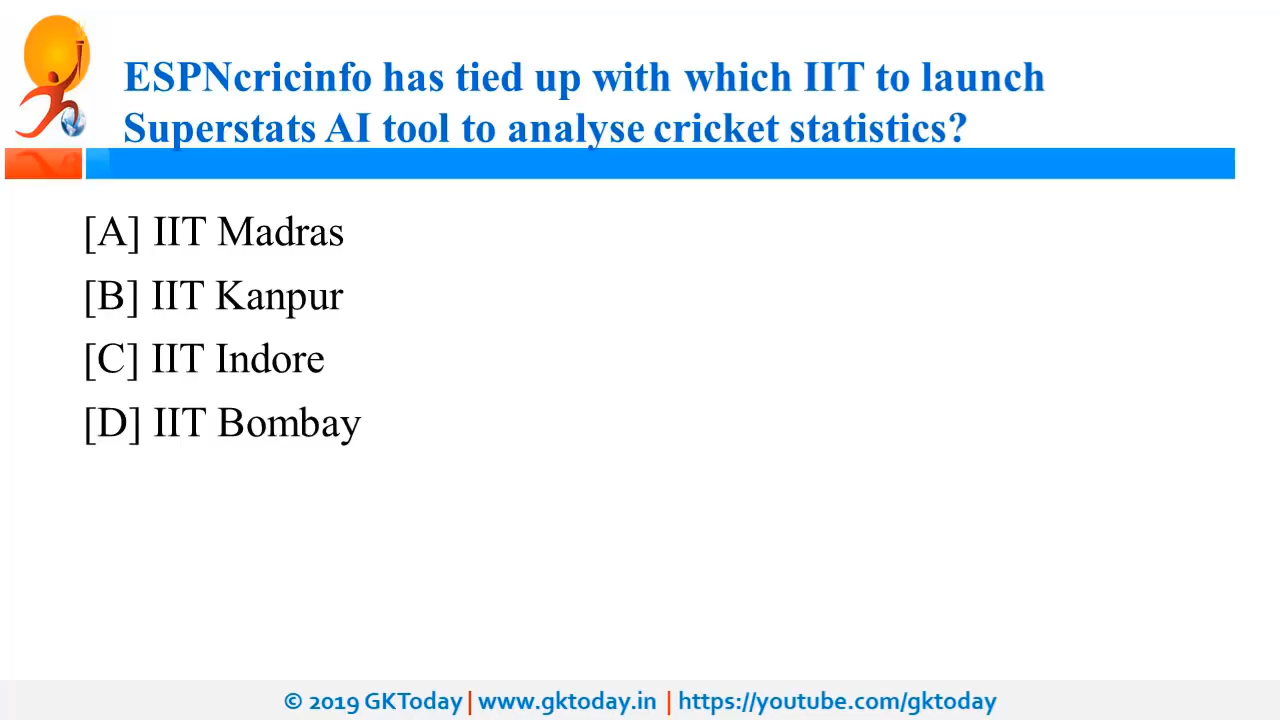 ESPNcricinfo has tied up with which IIT to launch
Superstats AI tool to analyse cricket statistics?
[A] IIT Madras
[B] IIT Kanpur
[C] IIT Indore
[D] IIT Bombay
© 2019 GKToday | www.gktoday.in | https://youtube.com/gktoday